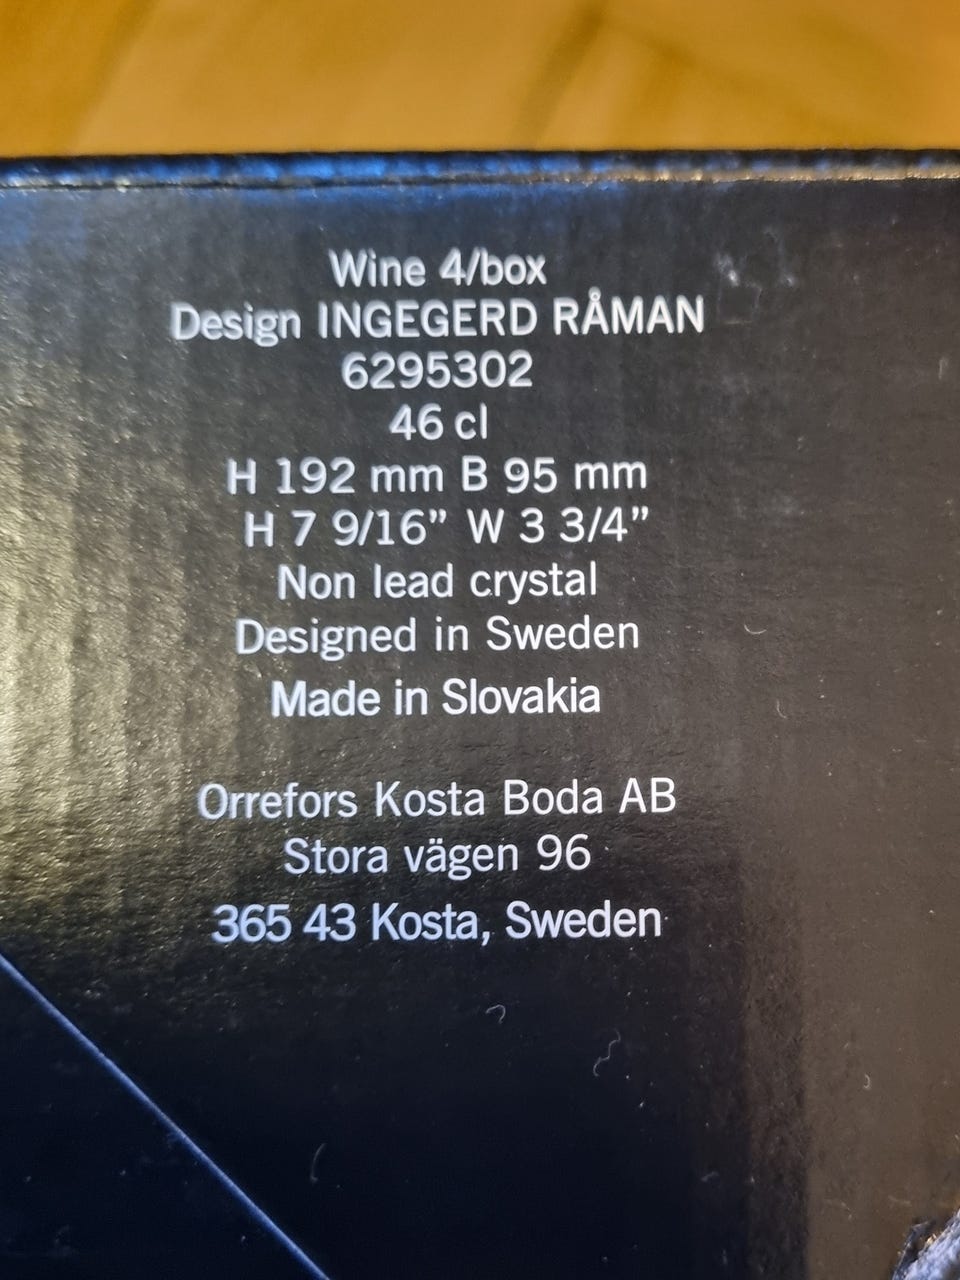 Wine 4/box
Design INGEGERD RÅMAN
6295302
46 cl
H 192 mm B 95 mm
H 7 9/16” W 3 3/4”
Non lead crystal
Designed in Sweden
Made in Slovakia
Orrefors Kosta Boda AB
Stora vägen 96
365 43 Kosta, Sweden